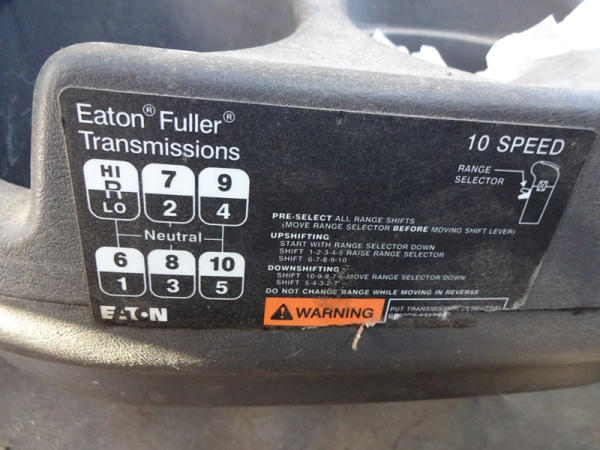 Eaton® Fuller®
Transmissions
10 SPEED
RANGE
SELECTOR
HI
R
LO
7
2
9
4
Neutral
6
1
8
3
10
5
PRE-SELECT ALL RANGE SHIFTS
(MOVE RANGE SELECTOR BEFORE MOVING SHIFT LEVER)
UPSHIFTING
START WITH RANGE SELECTOR DOWN
SHIFT 1-2-3-4-5 RAISE RANGE SELECTOR
SHIFT 6-7-8-9-10
DOWNSHIFTING
SHIFT 10-9-8-7-6-MOVE RANGE SELECTOR DOWN
SHIFT 5-4-3-2-1
DO NOT CHANGE RANGE WHILE MOVING IN REVERSE
EATON
WARNING
PUT TRANSMISSION IN NEUTRAL